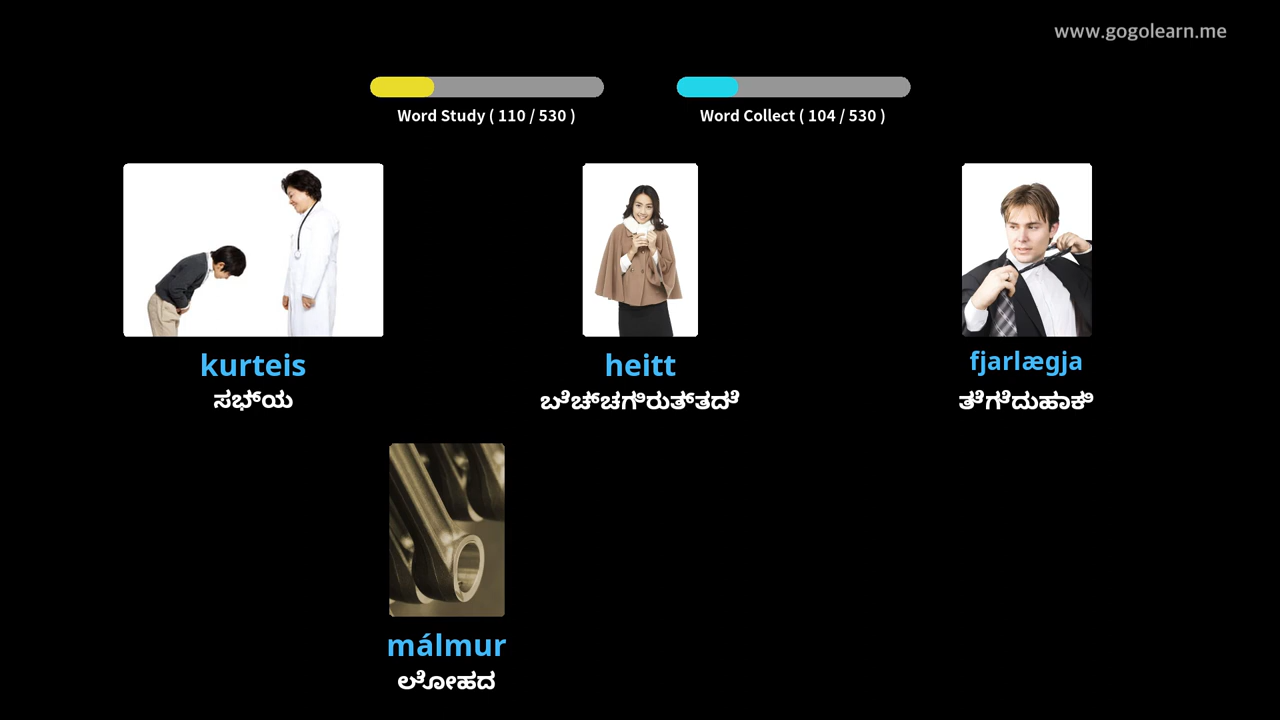 www.gogolearn.me
Word Study ( 110 / 530 )
Word Collect ( 104 / 530 )
kurteis
ಸಭ್ಯ
heitt
ಬೆಚ್ಚಗಿರುತ್ತದೆ
fjarlægja
ತೆಗೆದುಹಾಕಿ
málmur
ಲೋಹದ